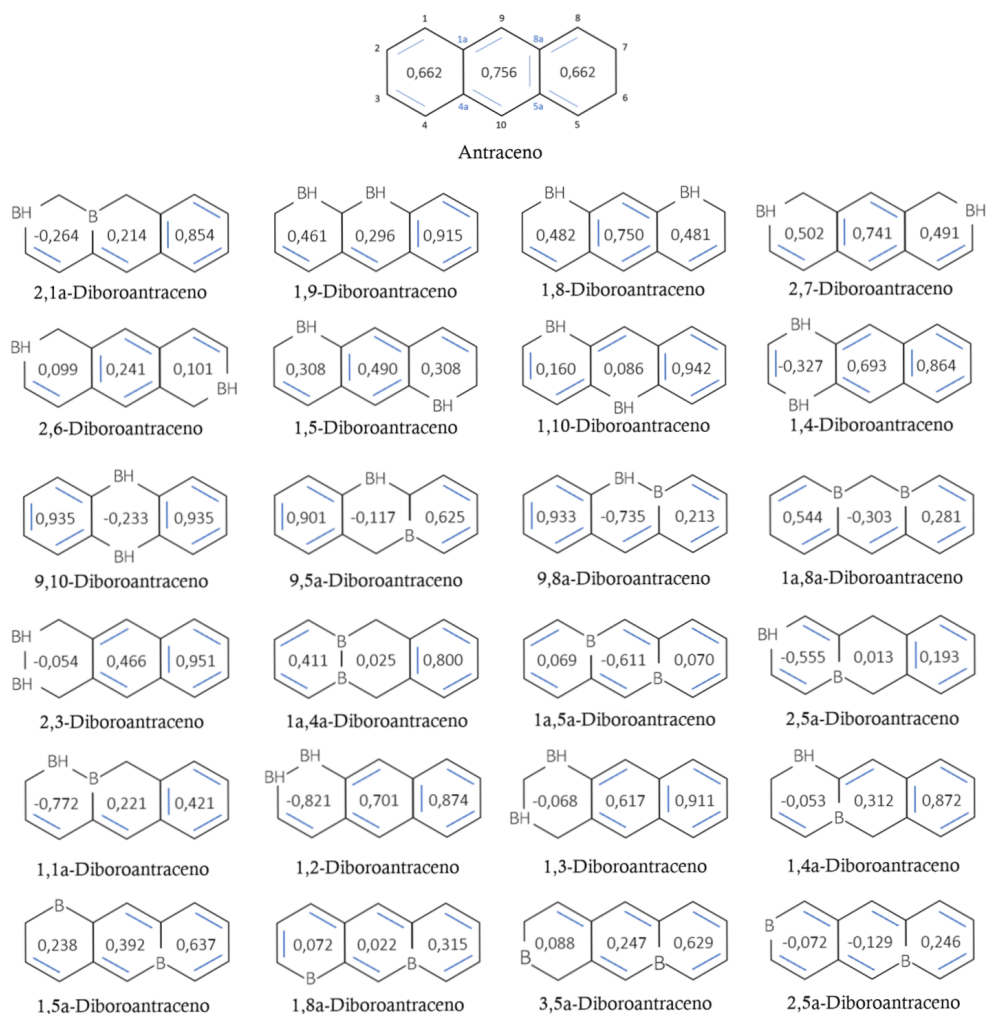 1 9 8
2 1a 8a 7
0,662 0,756 0,662
3 4a 5a 6
4 10 5
Antraceno
BH B
-0,264 0,214 0,854
2,1a-Diboroantraceno
BH BH
0,461 0,296 0,915
1,9-Diboroantraceno
BH BH
0,482 0,750 0,481
1,8-Diboroantraceno
BH BH
0,502 0,741 0,491
2,7-Diboroantraceno
BH
0,099 0,241 0,101
BH
2,6-Diboroantraceno
BH
0,308 0,490 0,308
BH
1,5-Diboroantraceno
BH
0,160 0,086 0,942
BH
1,10-Diboroantraceno
BH
-0,327 0,693 0,864
BH
1,4-Diboroantraceno
BH
0,935 -0,233 0,935
BH
9,10-Diboroantraceno
BH
0,901 -0,117 0,625
B
9,5a-Diboroantraceno
BH B
0,933 -0,735 0,213
9,8a-Diboroantraceno
B B
0,544 -0,303 0,281
1a,8a-Diboroantraceno
BH
-0,054 0,466 0,951
BH
2,3-Diboroantraceno
B
0,411 0,025 0,800
B
1a,4a-Diboroantraceno
B
0,069 -0,611 0,070
B
1a,5a-Diboroantraceno
BH
-0,555 0,013 0,193
B
2,5a-Diboroantraceno
BH B
-0,772 0,221 0,421
1,1a-Diboroantraceno
BH
BH
-0,821 0,701 0,874
1,2-Diboroantraceno
BH
-0,068 0,617 0,911
BH
1,3-Diboroantraceno
BH
-0,053 0,312 0,872
B
1,4a-Diboroantraceno
B
0,238 0,392 0,637
B
1,5a-Diboroantraceno
0,072 0,022 0,315
B B
1,8a-Diboroantraceno
0,088 0,247 0,629
B B
3,5a-Diboroantraceno
B
-0,072 -0,129 0,246
B
2,5a-Diboroantraceno